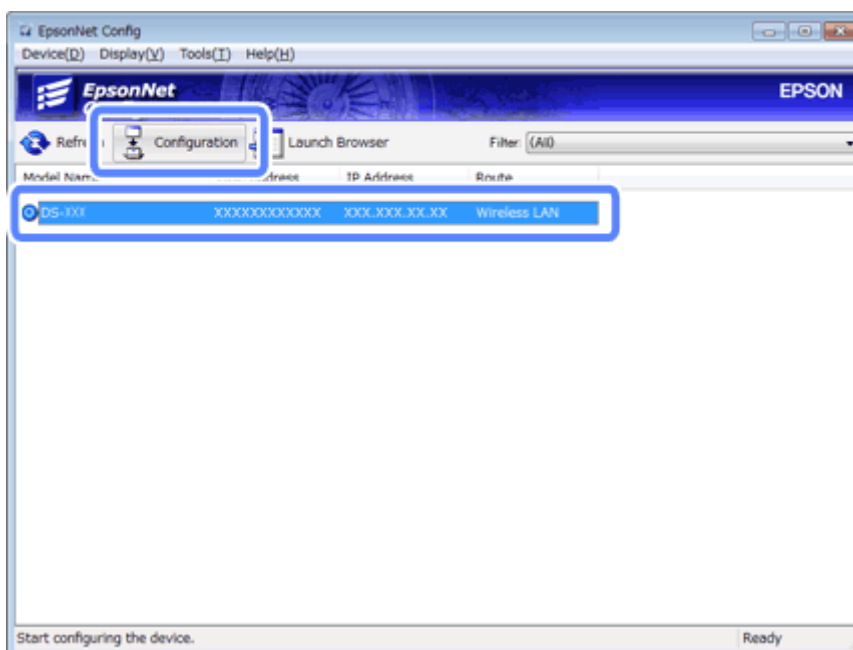 EpsonNet Config
Device(D) Display(V) Tools(T) Help(H)
EpsonNet
EPSON
Configuration Launch Browser Filter: (All)
IP Address Route
DS-XXX XXXXXXXXXXXX XXX.XXX.XX.XX Wireless LAN
Start configuring the device. Ready